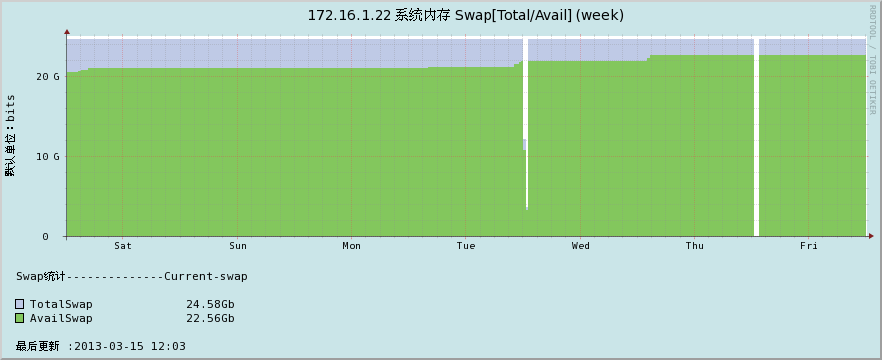 172.16.1.22 系统内存 Swap[Total/Avail] (week)
RRDTOOL / TOBI OETIKER
默认单位：bits
20 G
10 G
0
Sat Sun Mon Tue Wed Thu Fri
Swap统计--------------Current-swap
TotalSwap 24.58Gb
AvailSwap 22.56Gb
最后更新 :2013-03-15 12:03